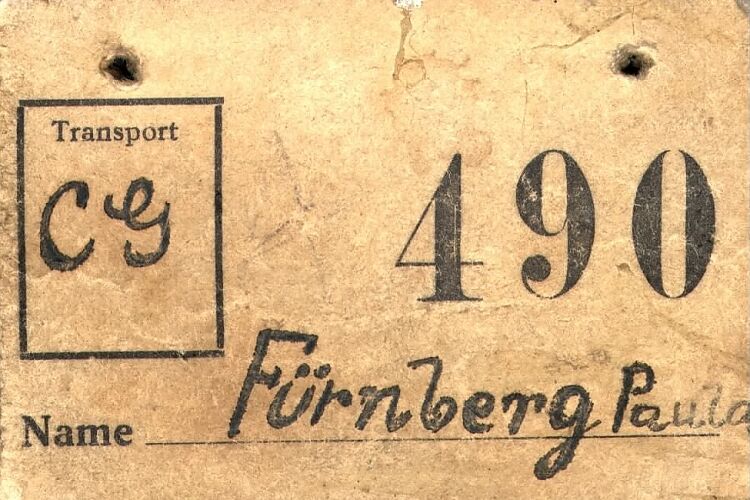 Transport
Cg 490
Name Fürnberg Paula